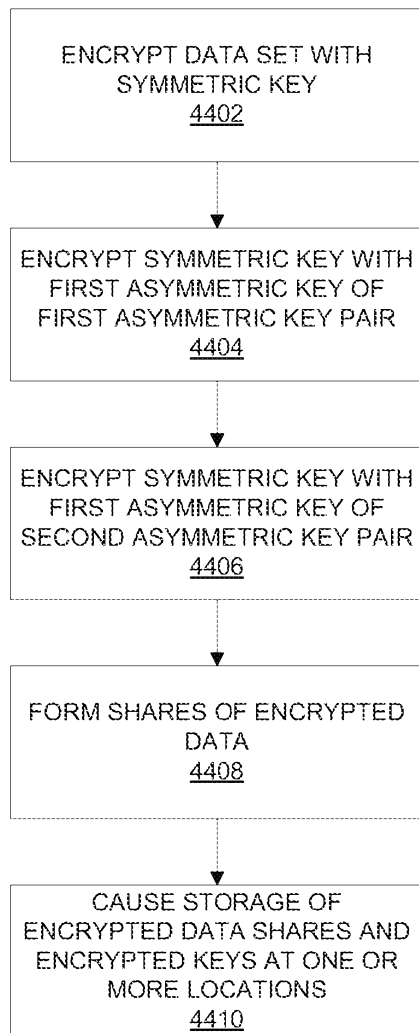 ENCRYPT DATA SET WITH
SYMMETRIC KEY
4402
ENCRYPT SYMMETRIC KEY WITH
FIRST ASYMMETRIC KEY OF
FIRST ASYMMETRIC KEY PAIR
4404
ENCRYPT SYMMETRIC KEY WITH
FIRST ASYMMETRIC KEY OF
SECOND ASYMMETRIC KEY PAIR
4406
FORM SHARES OF ENCRYPTED
DATA
4408
CAUSE STORAGE OF
ENCRYPTED DATA SHARES AND
ENCRYPTED KEYS AT ONE OR
MORE LOCATIONS
4410